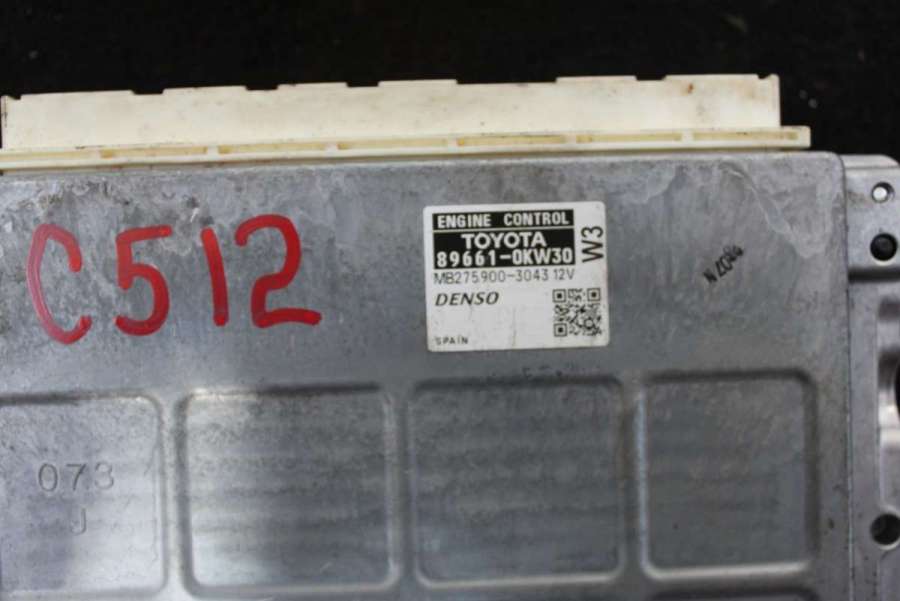 C512
ENGINE CONTROL
TOYOTA
89661-0KW30
W3
MB275900-3043 12V
DENSO
SPAIN
073
J